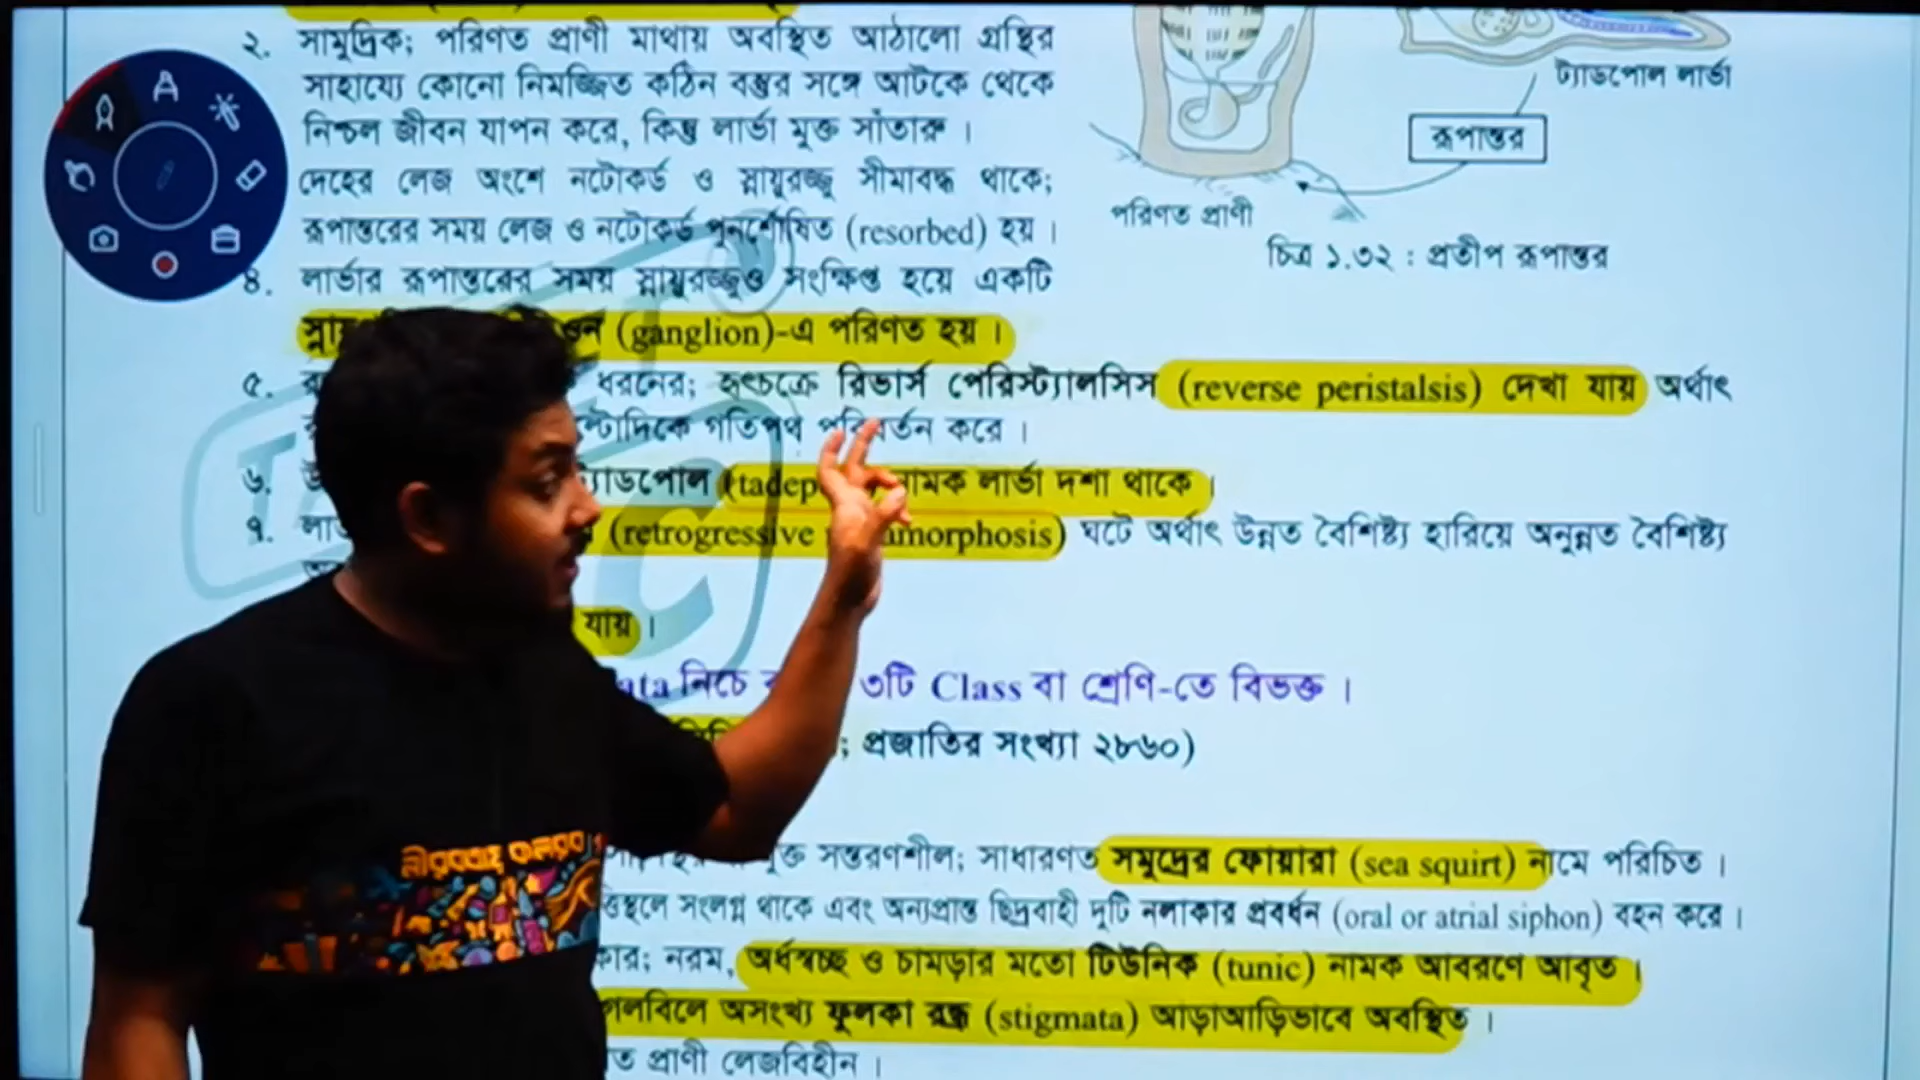 ২. সামুদ্রিক; পরিণত প্রাণী মাথায় অবস্থিত আঠালো গ্রন্থির
সাহায্যে কোনো নিমজ্জিত কঠিন বস্তুর সঙ্গে আটকে থেকে
নিশ্চল জীবন যাপন করে, কিন্তু লার্ভা মুক্ত সাঁতারু ।
দেহের লেজ অংশে নটোকর্ড ও স্নায়ুরজ্জু সীমাবদ্ধ থাকে;
রূপান্তরের সময় লেজ ও নটোকর্ড পুনর্শোষিত (resorbed) হয় ।
৪. লার্ভার রূপান্তরের সময় স্নায়ুরজ্জুও সংক্ষিপ্ত হয়ে একটি
(ganglion)-এ পরিণত হয় ।
৫. ধরনের; হৃৎচক্রে রিভার্স পেরিস্ট্যালসিস (reverse peristalsis) দেখা যায় অর্থাৎ
গতিপথ পরিবর্তন করে ।
৬. নামক লার্ভা দশা থাকে ।
৭. (retrogressive ঘটে অর্থাৎ উন্নত বৈশিষ্ট্য হারিয়ে অনুন্নত বৈশিষ্ট্য
যায় ।
নিচে ৩টি Class বা শ্রেণি-তে বিভক্ত ।
; প্রজাতির সংখ্যা ২৮৬০)
সন্তরণশীল; সাধারণত সমুদ্রের ফোয়ারা (sea squirt) নামে পরিচিত ।
সংলগ্ন থাকে এবং অন্যপ্রান্ত ছিদ্রবাহী দুটি নলাকার প্রবর্ধন (oral or atrial siphon) বহন করে ।
নরম, অর্ধস্বচ্ছ ও চামড়ার মতো টিউনিক (tunic) নামক আবরণে আবৃত ।
গলবিলে অসংখ্য ফুলকা রন্ধ্র (stigmata) আড়াআড়িভাবে অবস্থিত ।
প্রাণী লেজবিহীন ।
ট্যাডপোল লার্ভা
রূপান্তর
পরিণত প্রাণী
চিত্র ১.৩২ : প্রতীপ রূপান্তর